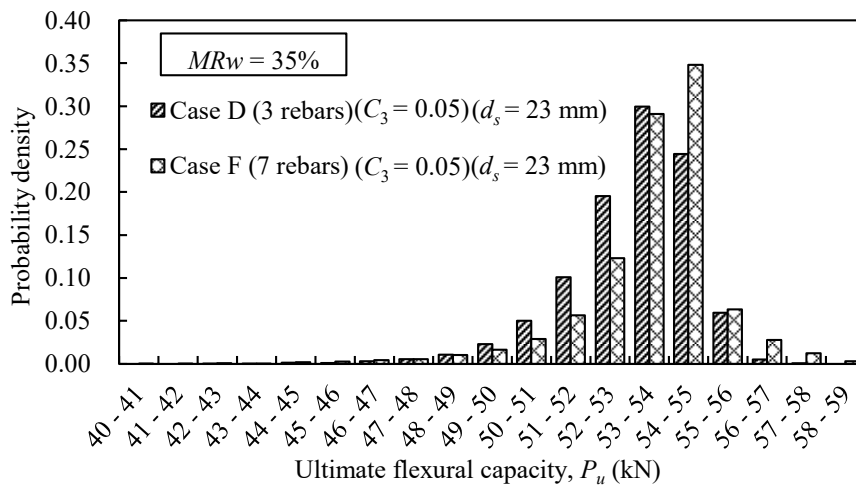 0.40
0.35
0.30
0.25
0.20
0.15
0.10
0.05
0.00
Probability density
MRw = 35%
Case D (3 rebars)(C₃ = 0.05)(dₛ = 23 mm)
Case F (7 rebars) (C₃ = 0.05)(dₛ = 23 mm)
40 - 41
41 - 42
42 - 43
43 - 44
44 - 45
45 - 46
46 - 47
47 - 48
48 - 49
49 - 50
50 - 51
51 - 52
52 - 53
53 - 54
54 - 55
55 - 56
56 - 57
57 - 58
58 - 59
Ultimate flexural capacity, Pᵤ (kN)